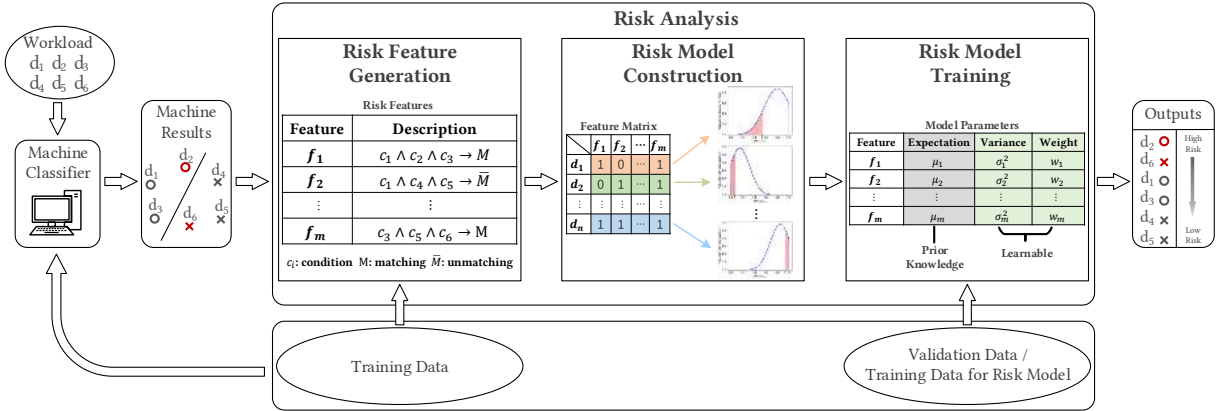 Risk Analysis
Workload
d1 d2 d3
d4 d5 d6
Machine
Classifier
Machine
Results
d1
d2
d4
d3
d6
d5
Risk Feature
Generation
Risk Features
Feature Description
f1 c1 ∧ c2 ∧ c3 → M
f2 c1 ∧ c4 ∧ c5 → M̅
⋮ ⋮
fm c3 ∧ c5 ∧ c6 → M
ci: condition M: matching M̅: unmatching
Risk Model
Construction
Feature Matrix
f1 f2 ⋯ fm
d1 1 0 ⋯ 1
d2 0 1 ⋯ 1
⋮ ⋮ ⋮ ⋮ ⋮
dn 1 1 ⋯ 1
⋮
Risk Model
Training
Model Parameters
Feature Expectation Variance Weight
f1 μ1 σ1² w1
f2 μ2 σ2² w2
⋮ ⋮ ⋮ ⋮
fm μm σm² wm
Prior
Knowledge
Learnable
Outputs
d2
d6
d1
d3
d4
d5
High
Risk
Low
Risk
Training Data
Validation Data /
Training Data for Risk Model